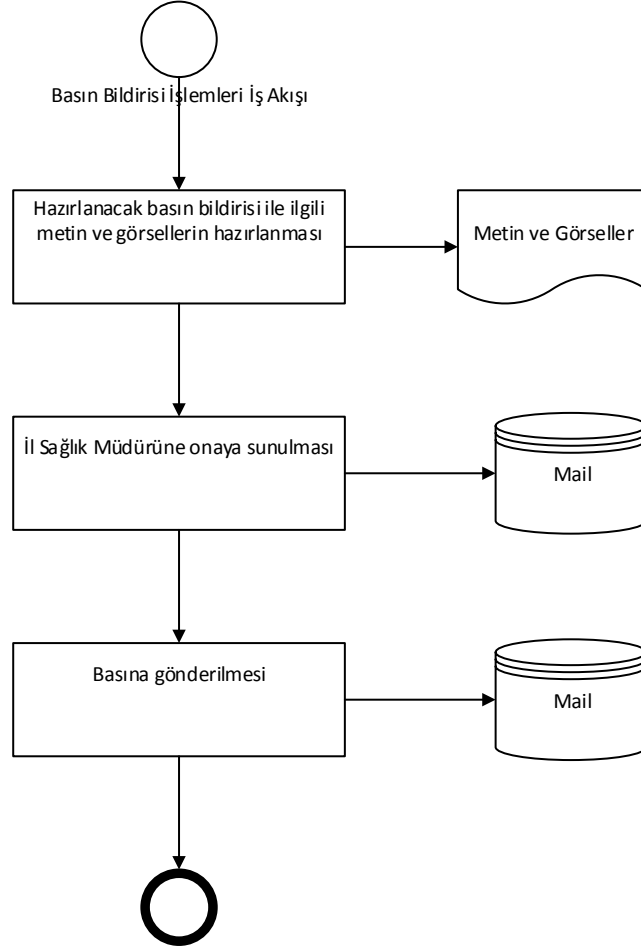 Basın Bildirisi İşlemleri İş Akışı
Hazırlanacak basın bildirisi ile ilgili
metin ve görsellerin hazırlanması
Metin ve Görseller
İl Sağlık Müdürüne onaya sunulması
Mail
Basına gönderilmesi
Mail